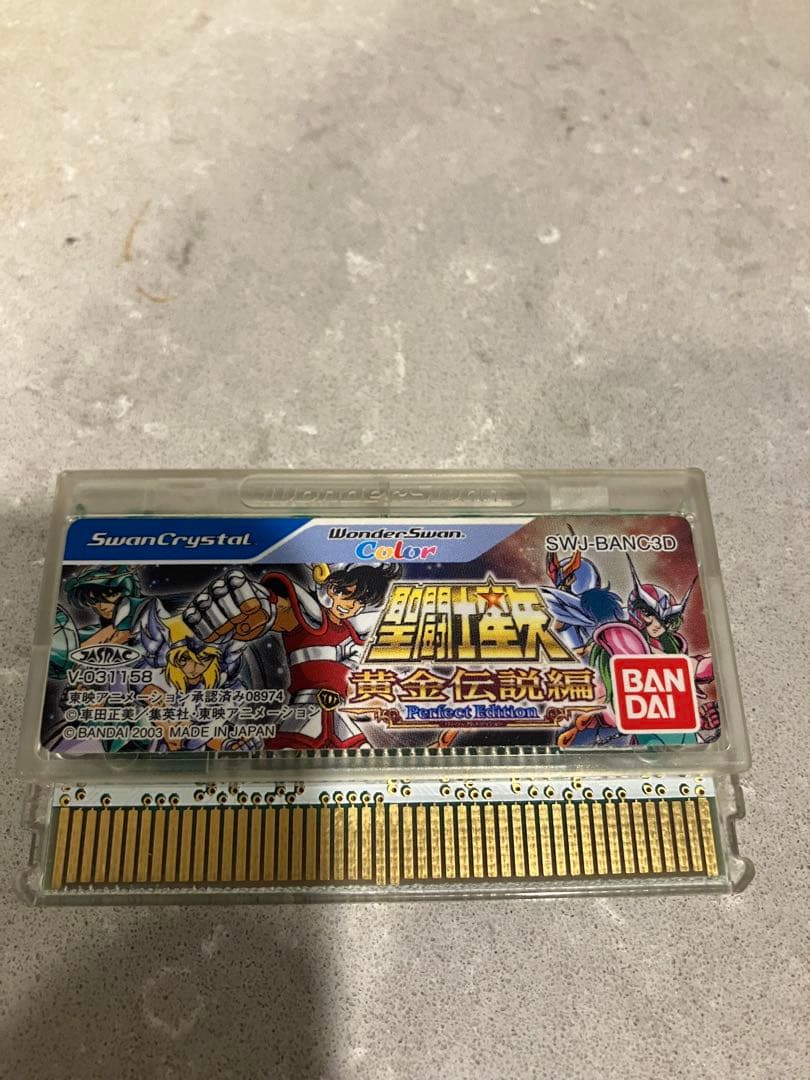 WonderSwan
SwanCrystal
WonderSwan
Color
SWJ-BANC3D
聖闘士星矢
黄金伝説編
Perfect Edition
JASRAC
V-031158
東映アニメーション承認済み08974
©車田正美／集英社・東映アニメーション
©BANDAI 2003 MADE IN JAPAN
BAN
DAI